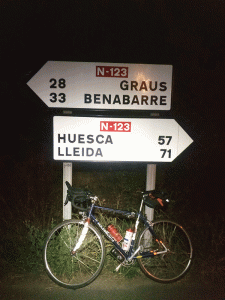 N-123
28 GRAUS
33 BENABARRE
N-123
HUESCA 57
LLEIDA 71